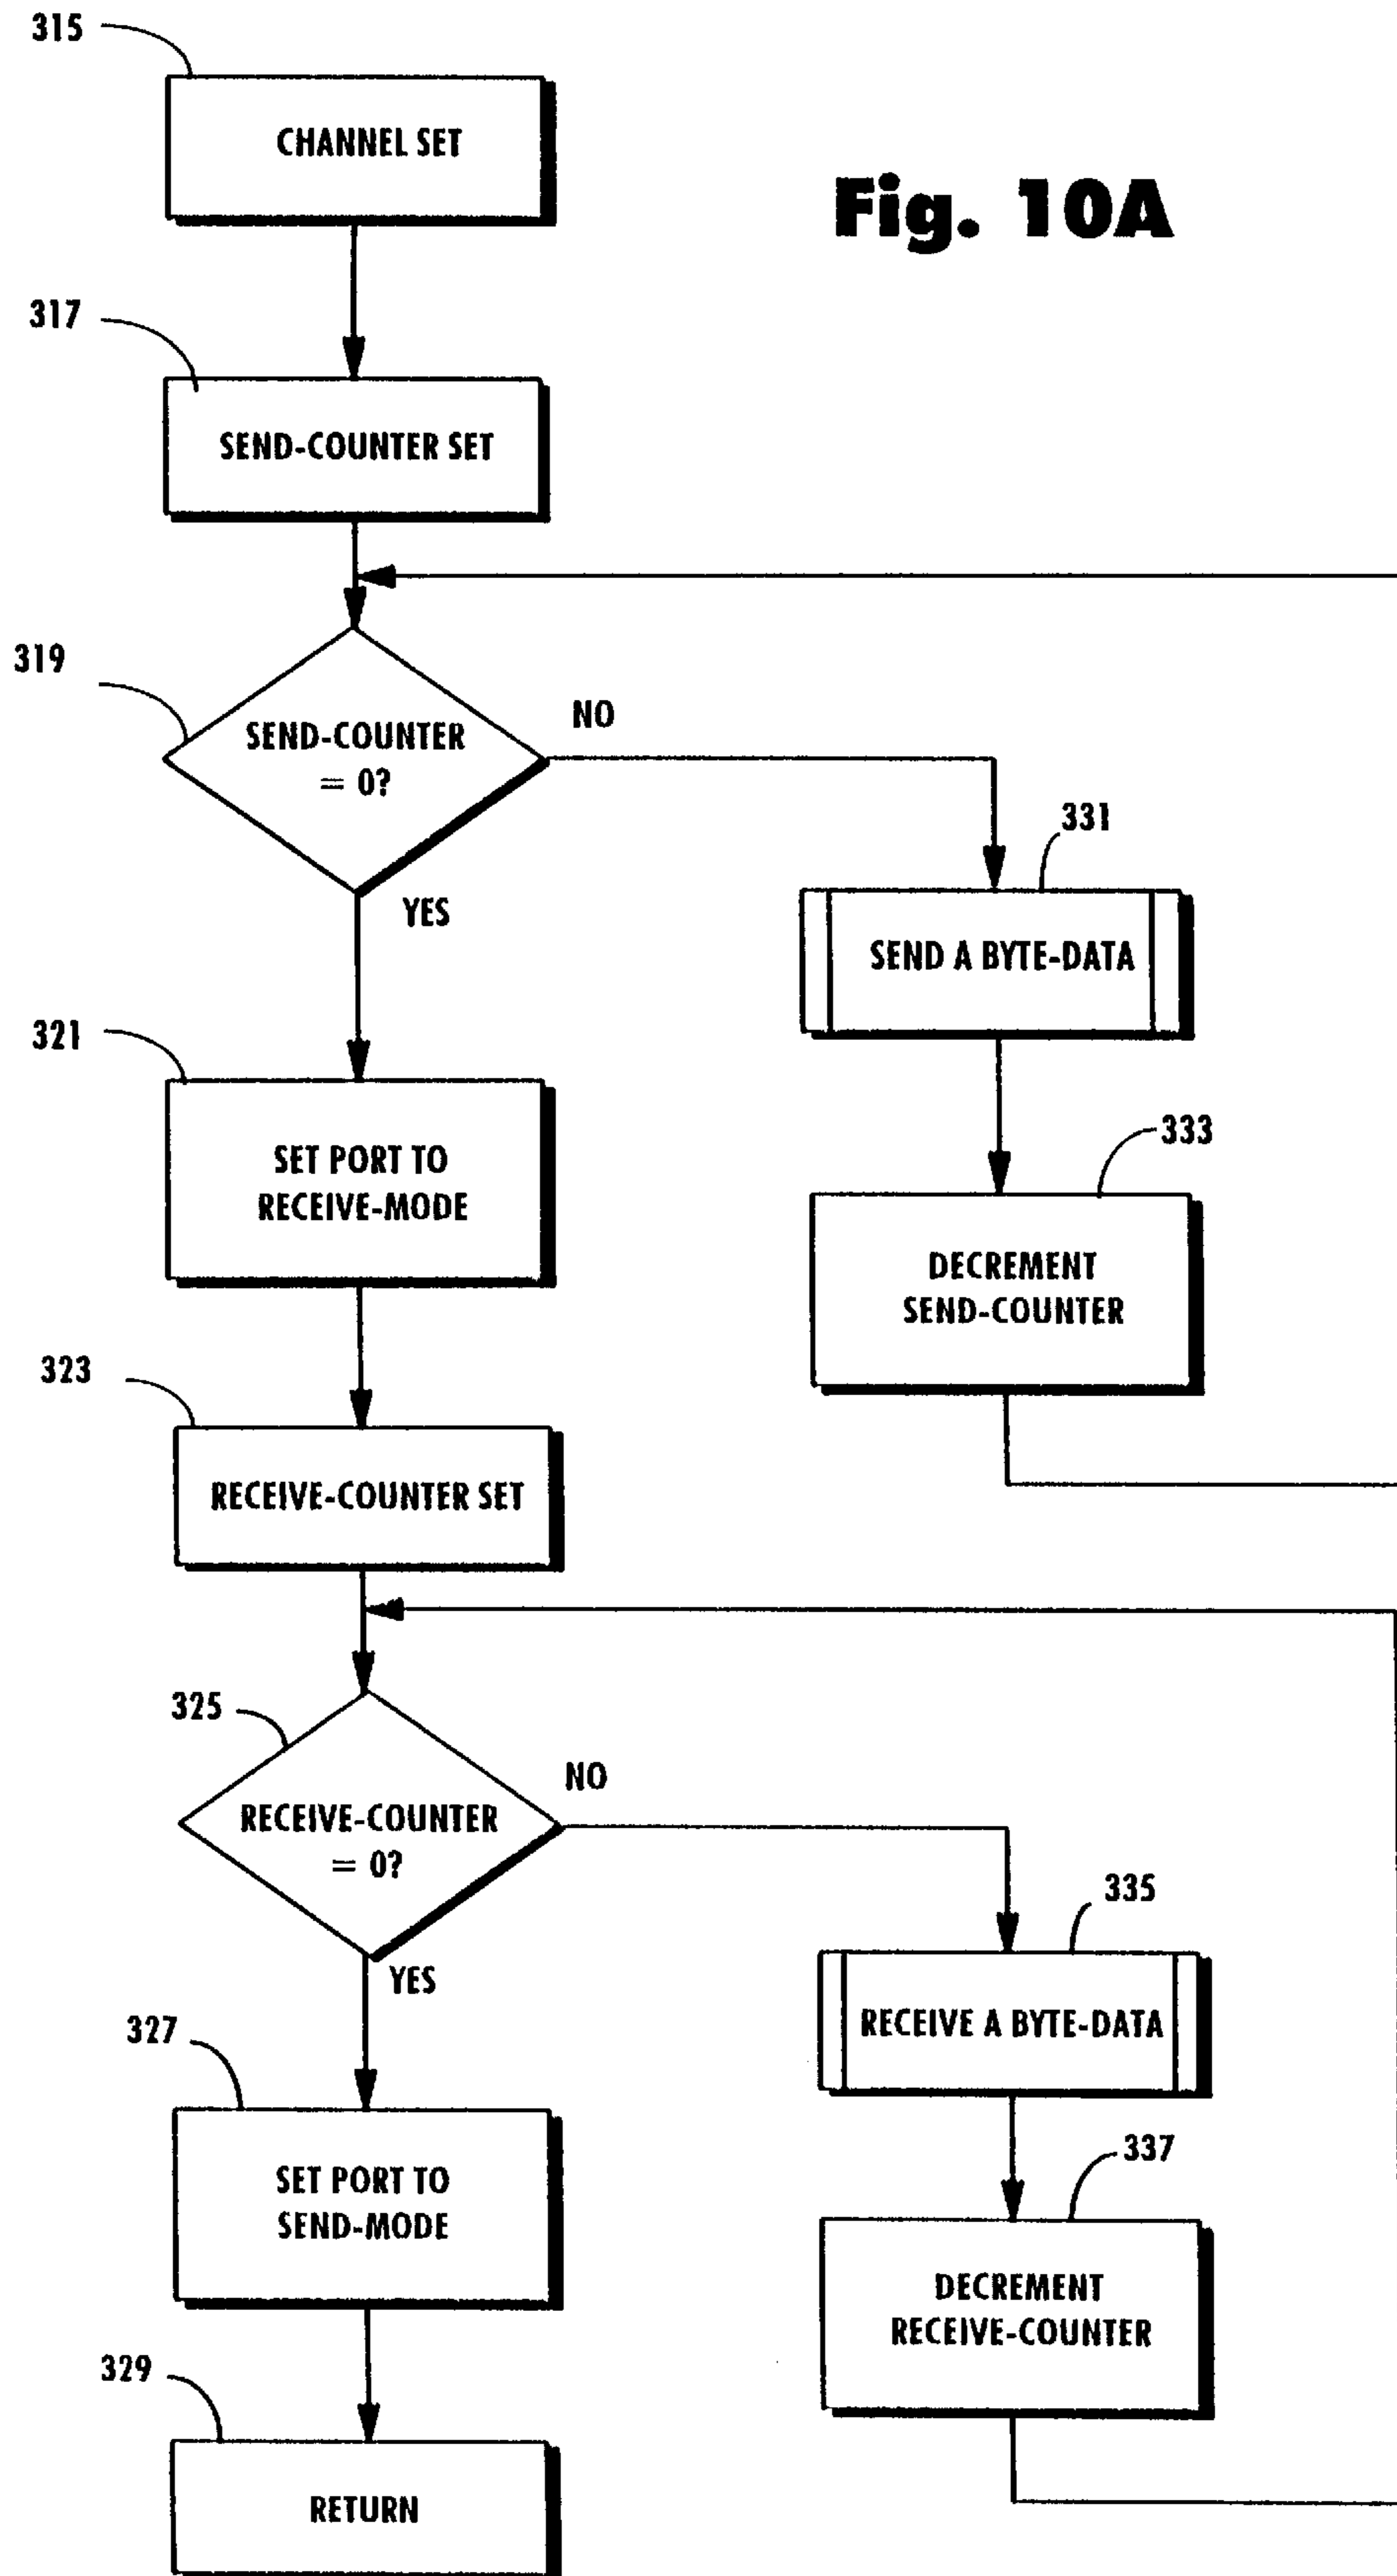 315
CHANNEL SET
Fig. 10A
317
SEND-COUNTER SET
319
SEND-COUNTER
= 0?
NO
YES
331
SEND A BYTE-DATA
321
SET PORT TO
RECEIVE-MODE
333
DECREMENT
SEND-COUNTER
323
RECEIVE-COUNTER SET
325
RECEIVE-COUNTER
= 0?
NO
YES
335
RECEIVE A BYTE-DATA
327
SET PORT TO
SEND-MODE
337
DECREMENT
RECEIVE-COUNTER
329
RETURN